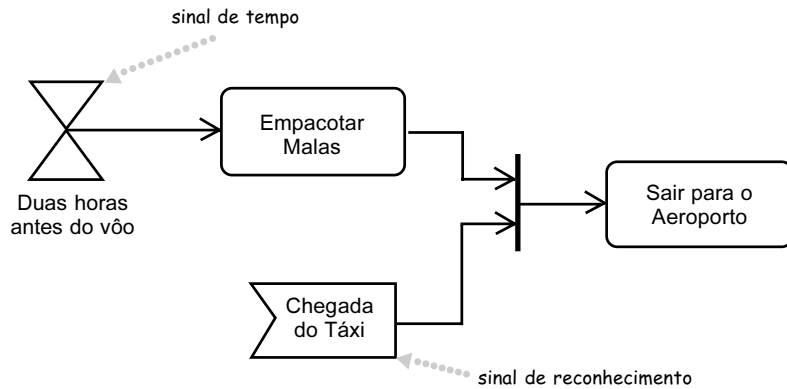 sinal de tempo
Empacotar
Malas
Duas horas
antes do vôo
Sair para o
Aeroporto
Chegada
do Táxi
sinal de reconhecimento